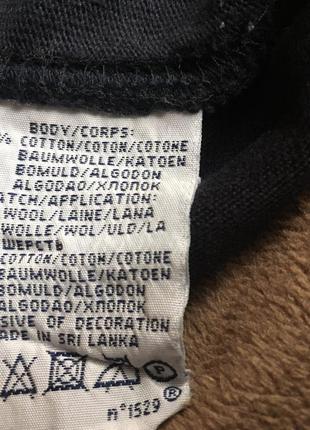 BODY/CORPS:
% COTTON/COTON/COTONE
BAUMWOLLE/KATOEN
BOMULD/ALGODON
ALGODAO/ХЛОПОК
ATCH/APPLICATION:
WOOL/LAINE/LANA
WOLLE/WOL/ULD/LA
ШЕРСТЬ
COTTON/COTON/COTONE
BAUMWOLLE/KATOEN
BOMULD/ALGODON
ALGODAO/ХЛОПОК
SIVE OF DECORATION
MADE IN SRI LANKA
P
n°1529 ®